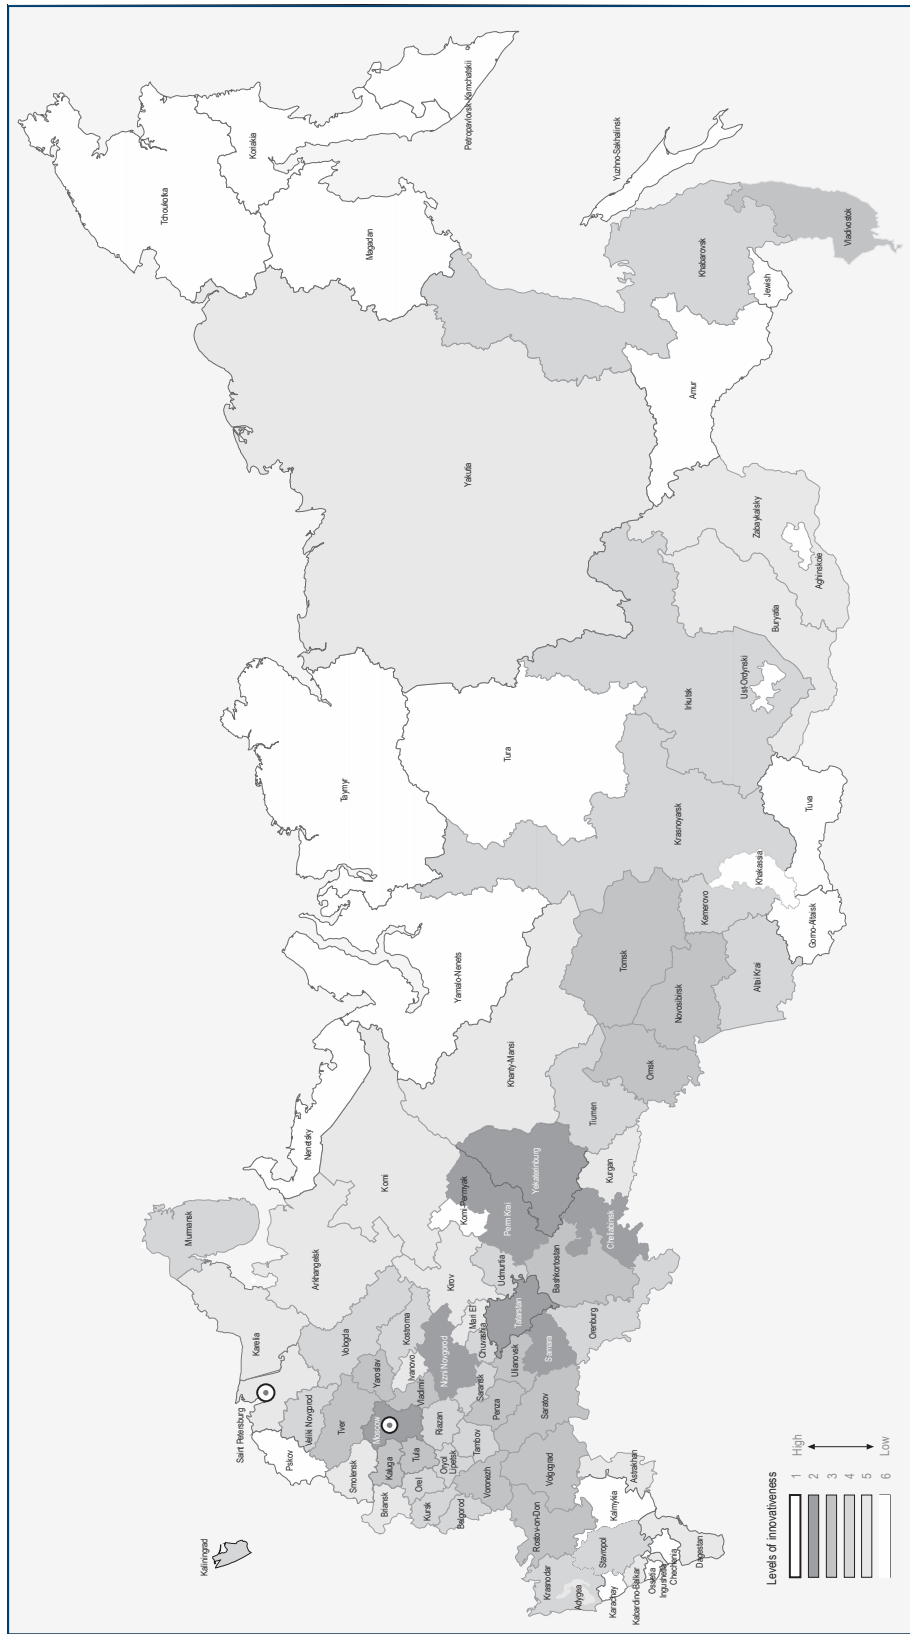 Kaliningrad
Murmansk
Saint Petersburg
Karelia
Arkhangelsk
Nenetsky
Komi
Pskov
Veliki Novgorod
Vologda
Tver
Yaroslav
Kostroma
Ivanovo
Kirov
Smolensk
Moscow
Vladimir
Nizni Novgorod
Mari El
Chuvashia
Udmurtia
Komi-Permyak
Perm Krai
Yekaterinburg
Briansk
Kaluga
Tula
Riazan
Saransk
Ulianovsk
Tatarstan
Bashkortostan
Cheliabinsk
Kurgan
Orel
Oryol
Lipetsk
Tambov
Penza
Samara
Orenburg
Kursk
Belgorod
Voronezh
Saratov
Volgograd
Rostov-on-Don
Astrakhan
Kalmykia
Krasnodar
Adygea
Stavropol
Karachay
Kabardino-Balkar
Ossetia
Ingushetia
Chechenia
Dagestan
Yamalo-Nenets
Khanty-Mansi
Tiumen
Omsk
Tomsk
Novosibirsk
Altai Krai
Kemerovo
Gorno-Altaisk
Khakassia
Tuva
Krasnoyarsk
Taymyr
Tura
Irkutsk
Ust-Ordynski
Buryatia
Zabaykalsky
Aghinskoie
Yakutia
Amur
Jewish
Khabarovsk
Vladivostok
Yuzhno-Sakhalinsk
Magadan
Tchoukotka
Koriakia
Petropavlovsk-Kamchatskii
Levels of innovativeness
1 High
2
3
4
5
6 Low